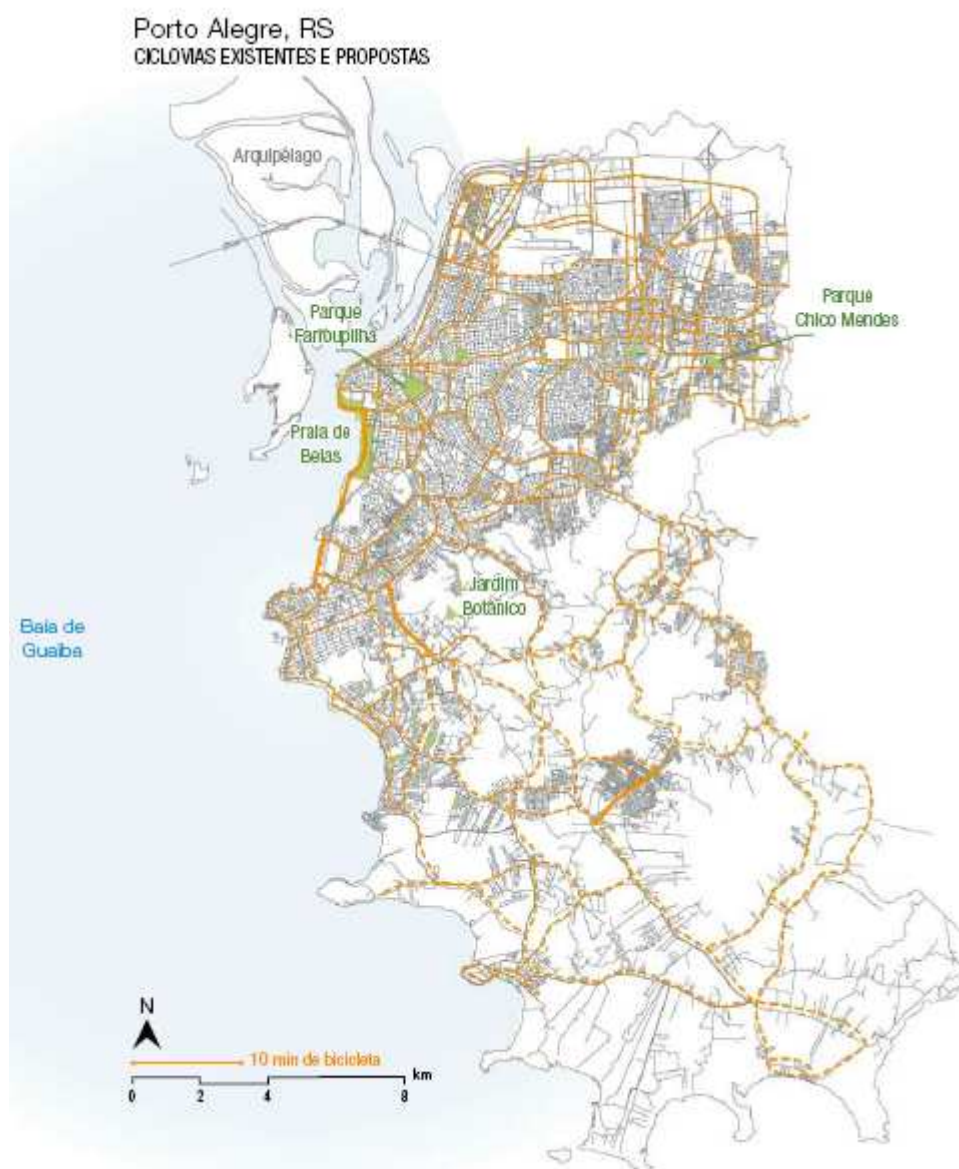 Porto Alegre, RS
CICLOVIAS EXISTENTES E PROPOSTAS
Arquipélago
Parque
Farroupilha
Parque
Chico Mendes
Praia de
Belas
Jardim
Botânico
Baía de
Guaíba
N
10 min de bicicleta
km
0 2 4 8